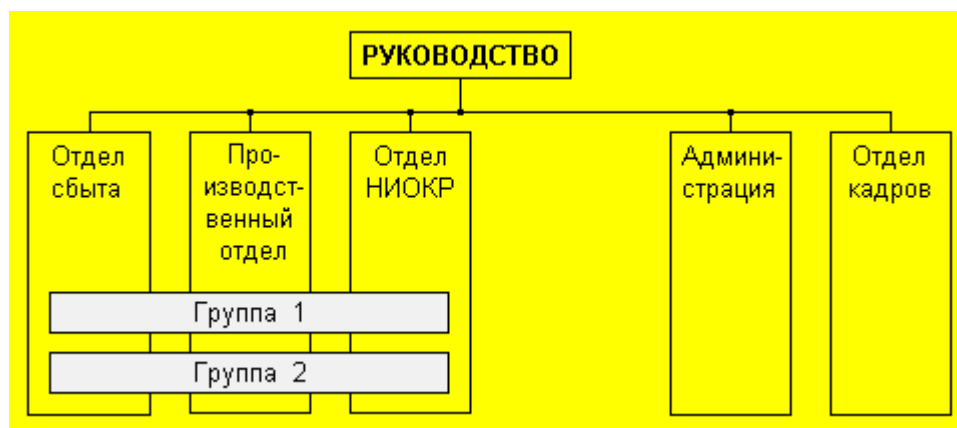 РУКОВОДСТВО
Отдел
сбыта
Про-
изводст-
венный
отдел
Отдел
НИОКР
Админи-
страция
Отдел
кадров
Группа 1
Группа 2